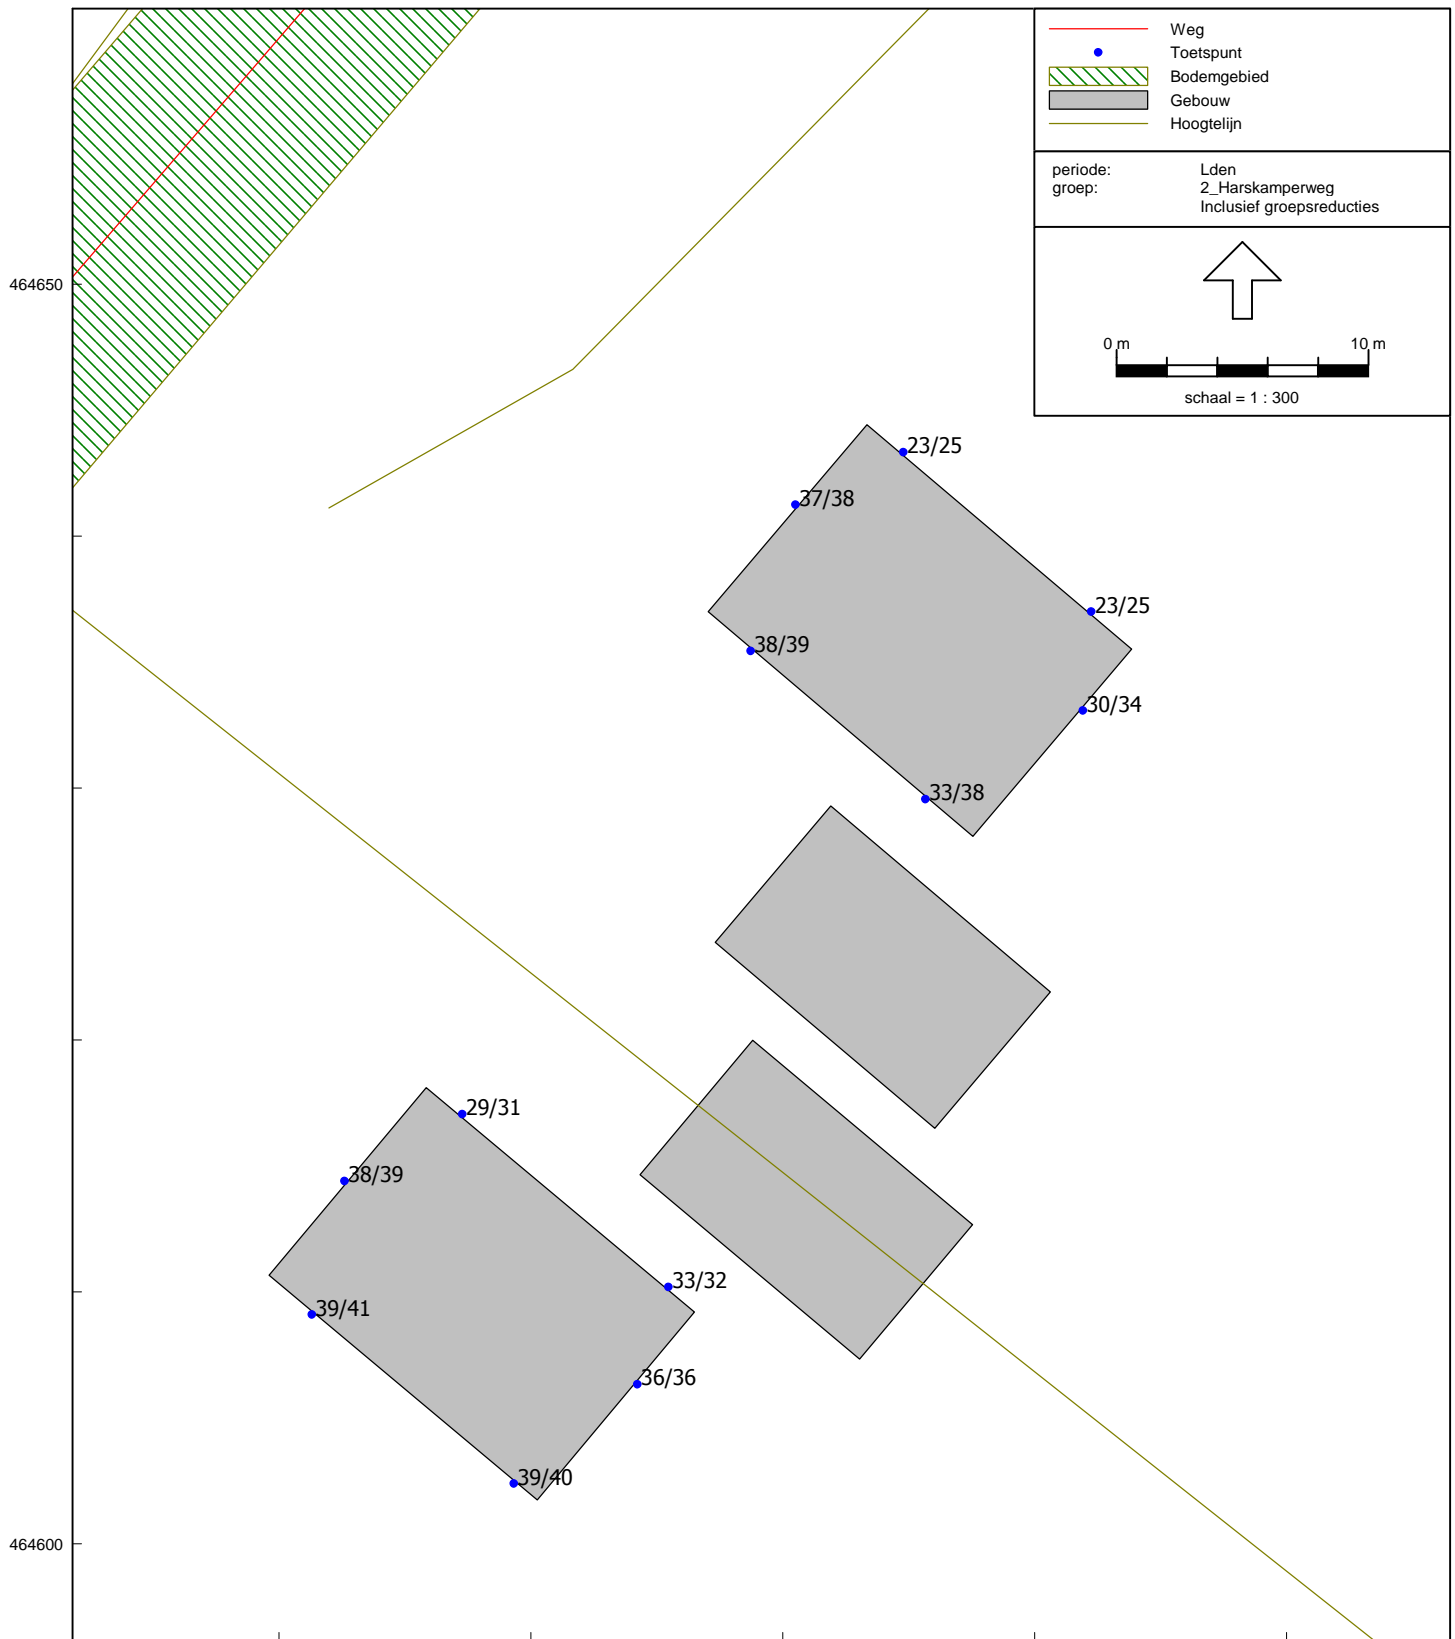 Weg
Toetspunt
Bodemgebied
Gebouw
Hoogtelijn
periode: Lden
groep: 2_Harskamperweg
Inclusief groepsreducties
0 m 10 m
schaal = 1 : 300
464650
23/25
37/38
23/25
38/39
30/34
33/38
29/31
38/39
33/32
39/41
36/36
39/40
464600